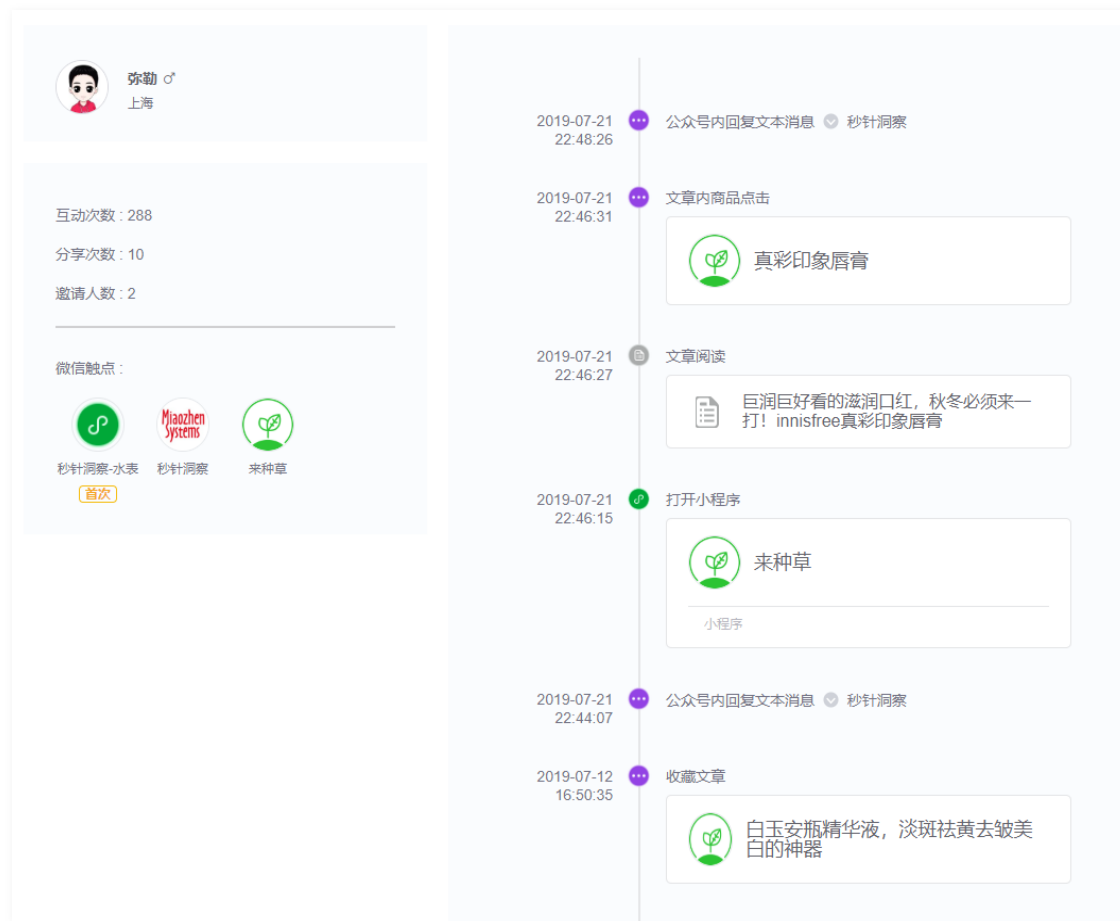 弥勒 ♂
上海
互动次数 : 288
分享次数 : 10
邀请人数 : 2
微信触点 :
Miaozhen
Systems
秒针洞察-水表
秒针洞察
来种草
首次
2019-07-21
22:48:26
公众号内回复文本消息 秒针洞察
2019-07-21
22:46:31
文章内商品点击
真彩印象唇膏
2019-07-21
22:46:27
文章阅读
巨润巨好看的滋润口红，秋冬必须来一
打！innisfree真彩印象唇膏
2019-07-21
22:46:15
打开小程序
来种草
小程序
2019-07-21
22:44:07
公众号内回复文本消息 秒针洞察
2019-07-12
16:50:35
收藏文章
白玉安瓶精华液，淡斑祛黄去皱美
白的神器